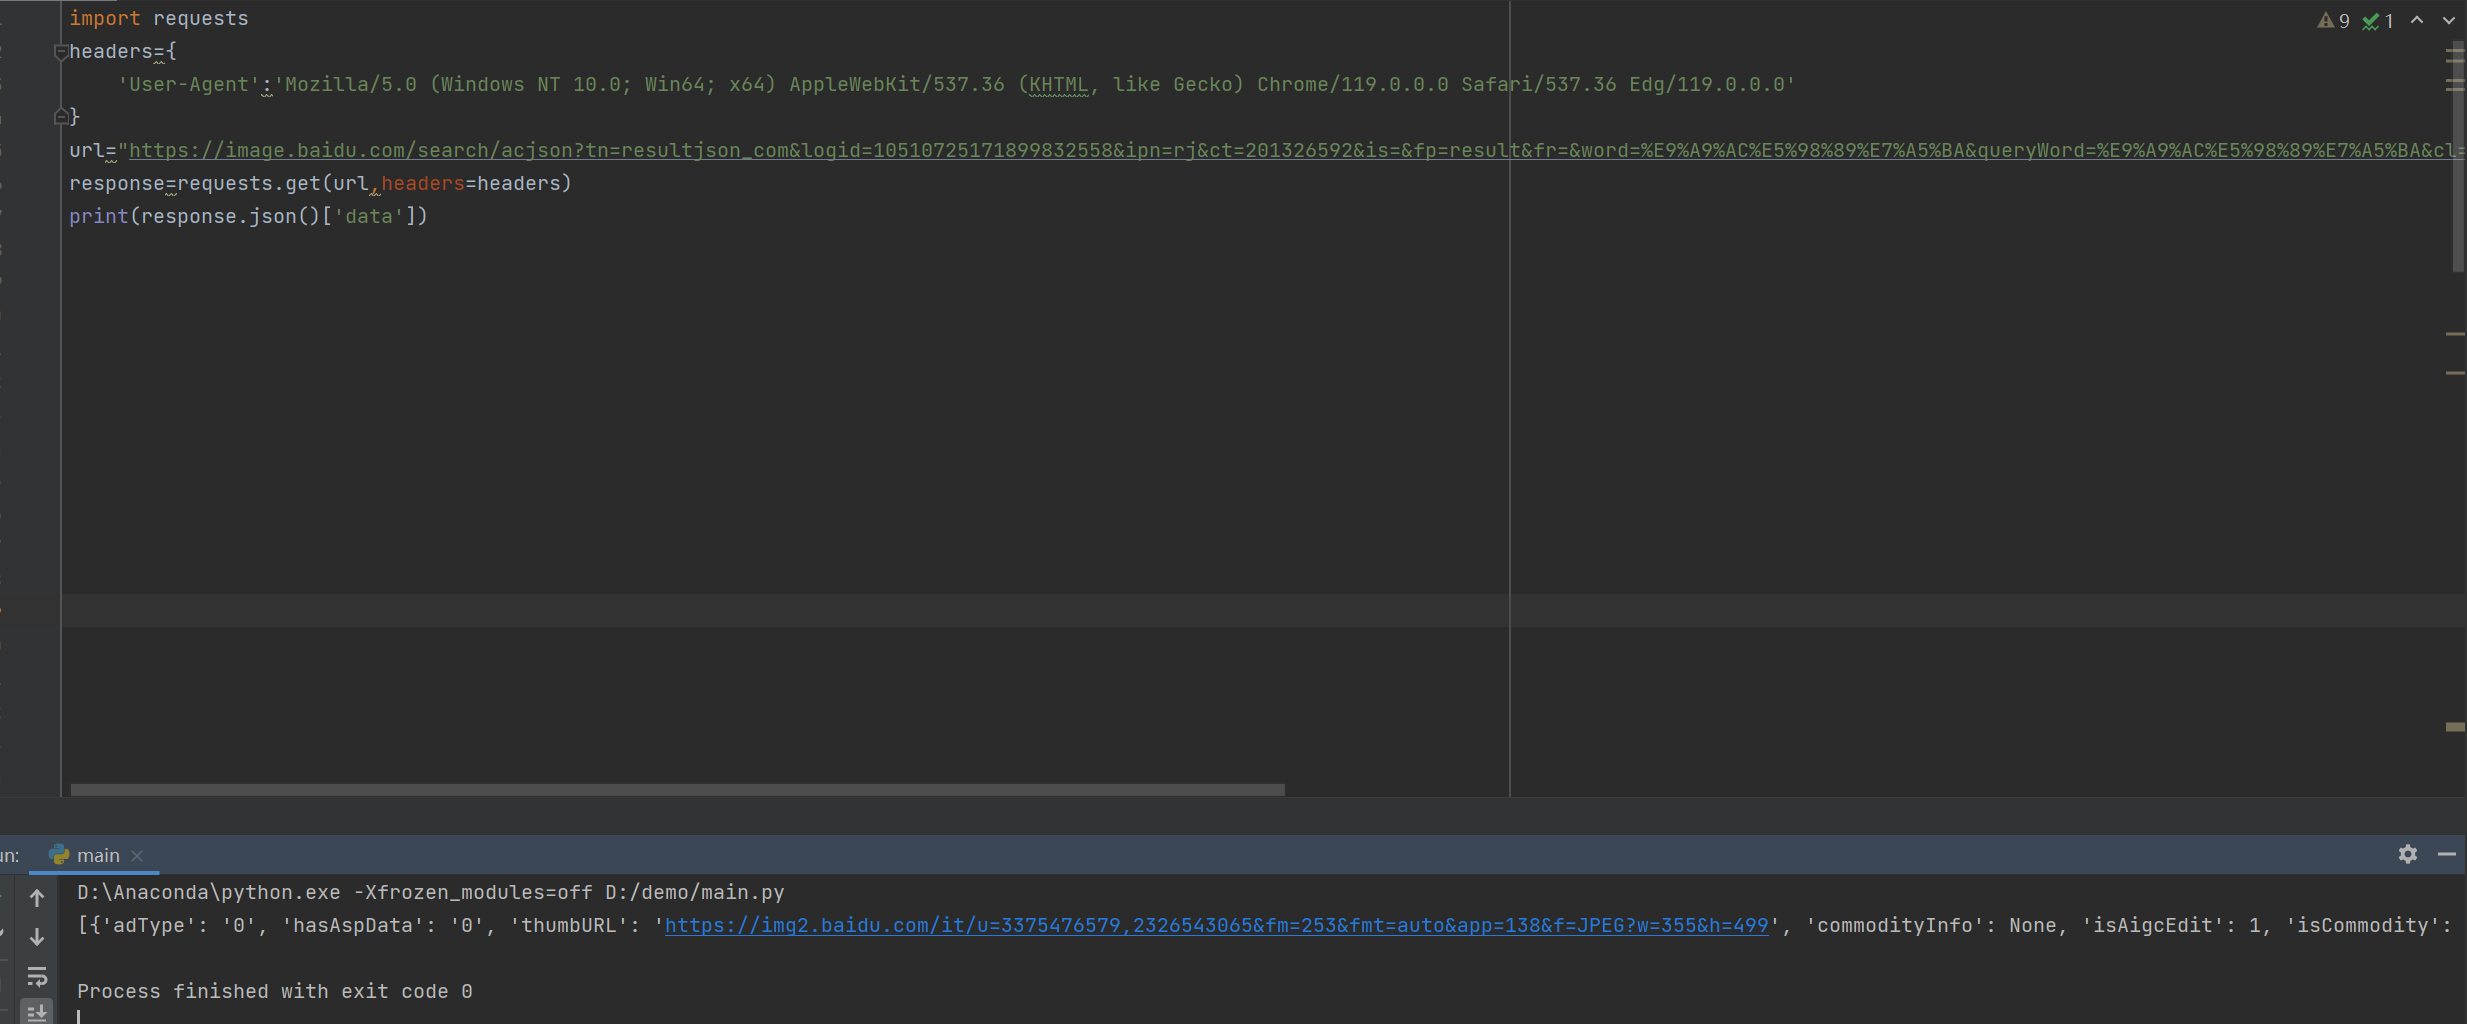 import requests
9 1
headers={
'User-Agent':'Mozilla/5.0 (Windows NT 10.0; Win64; x64) AppleWebKit/537.36 (KHTML, like Gecko) Chrome/119.0.0.0 Safari/537.36 Edg/119.0.0.0'
}
url="https://image.baidu.com/search/acjson?tn=resultjson_com&logid=10510725171899832558&ipn=rj&ct=201326592&is=&fp=result&fr=&word=%E9%A9%AC%E5%98%89%E7%A5%BA&queryWord=%E9%A9%AC%E5%98%89%E7%A5%BA&cl=
response=requests.get(url,headers=headers)
print(response.json()['data'])
un: main
D:\Anaconda\python.exe -Xfrozen_modules=off D:/demo/main.py
[{'adType': '0', 'hasAspData': '0', 'thumbURL': 'https://img2.baidu.com/it/u=3375476579,2326543065&fm=253&fmt=auto&app=138&f=JPEG?w=355&h=499', 'commodityInfo': None, 'isAigcEdit': 1, 'isCommodity':
Process finished with exit code 0